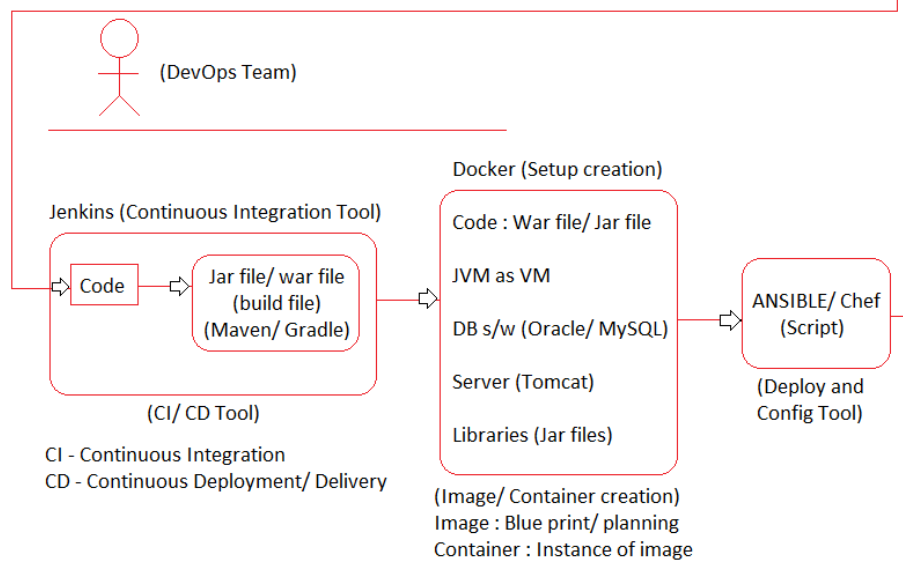 (DevOps Team)
Jenkins (Continuous Integration Tool)
Code
Jar file/ war file
(build file)
(Maven/ Gradle)
(CI/ CD Tool)
CI - Continuous Integration
CD - Continuous Deployment/ Delivery
Docker (Setup creation)
Code : War file/ Jar file
JVM as VM
DB s/w (Oracle/ MySQL)
Server (Tomcat)
Libraries (Jar files)
(Image/ Container creation)
Image : Blue print/ planning
Container : Instance of image
ANSIBLE/ Chef
(Script)
(Deploy and
Config Tool)